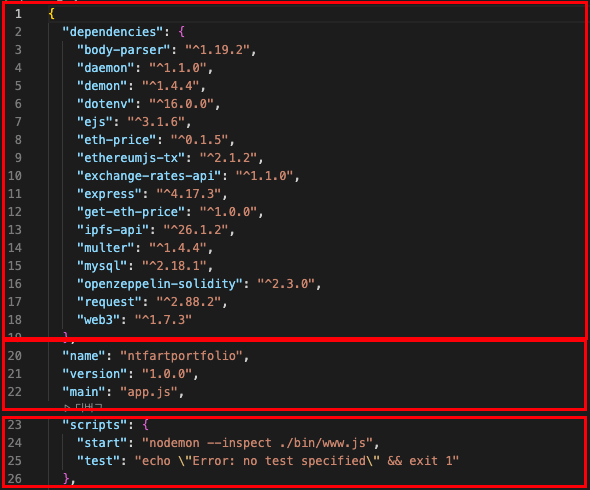 1 {
2 "dependencies": {
3 "body-parser": "^1.19.2",
4 "daemon": "^1.1.0",
5 "demon": "^1.4.4",
6 "dotenv": "^16.0.0",
7 "ejs": "^3.1.6",
8 "eth-price": "^0.1.5",
9 "ethereumjs-tx": "^2.1.2",
10 "exchange-rates-api": "^1.1.0",
11 "express": "^4.17.3",
12 "get-eth-price": "^1.0.0",
13 "ipfs-api": "^26.1.2",
14 "multer": "^1.4.4",
15 "mysql": "^2.18.1",
16 "openzeppelin-solidity": "^2.3.0",
17 "request": "^2.88.2",
18 "web3": "^1.7.3"
19 },
20 "name": "ntfartportfolio",
21 "version": "1.0.0",
22 "main": "app.js",
23 "scripts": {
24 "start": "nodemon --inspect ./bin/www.js",
25 "test": "echo \"Error: no test specified\" && exit 1"
26 },